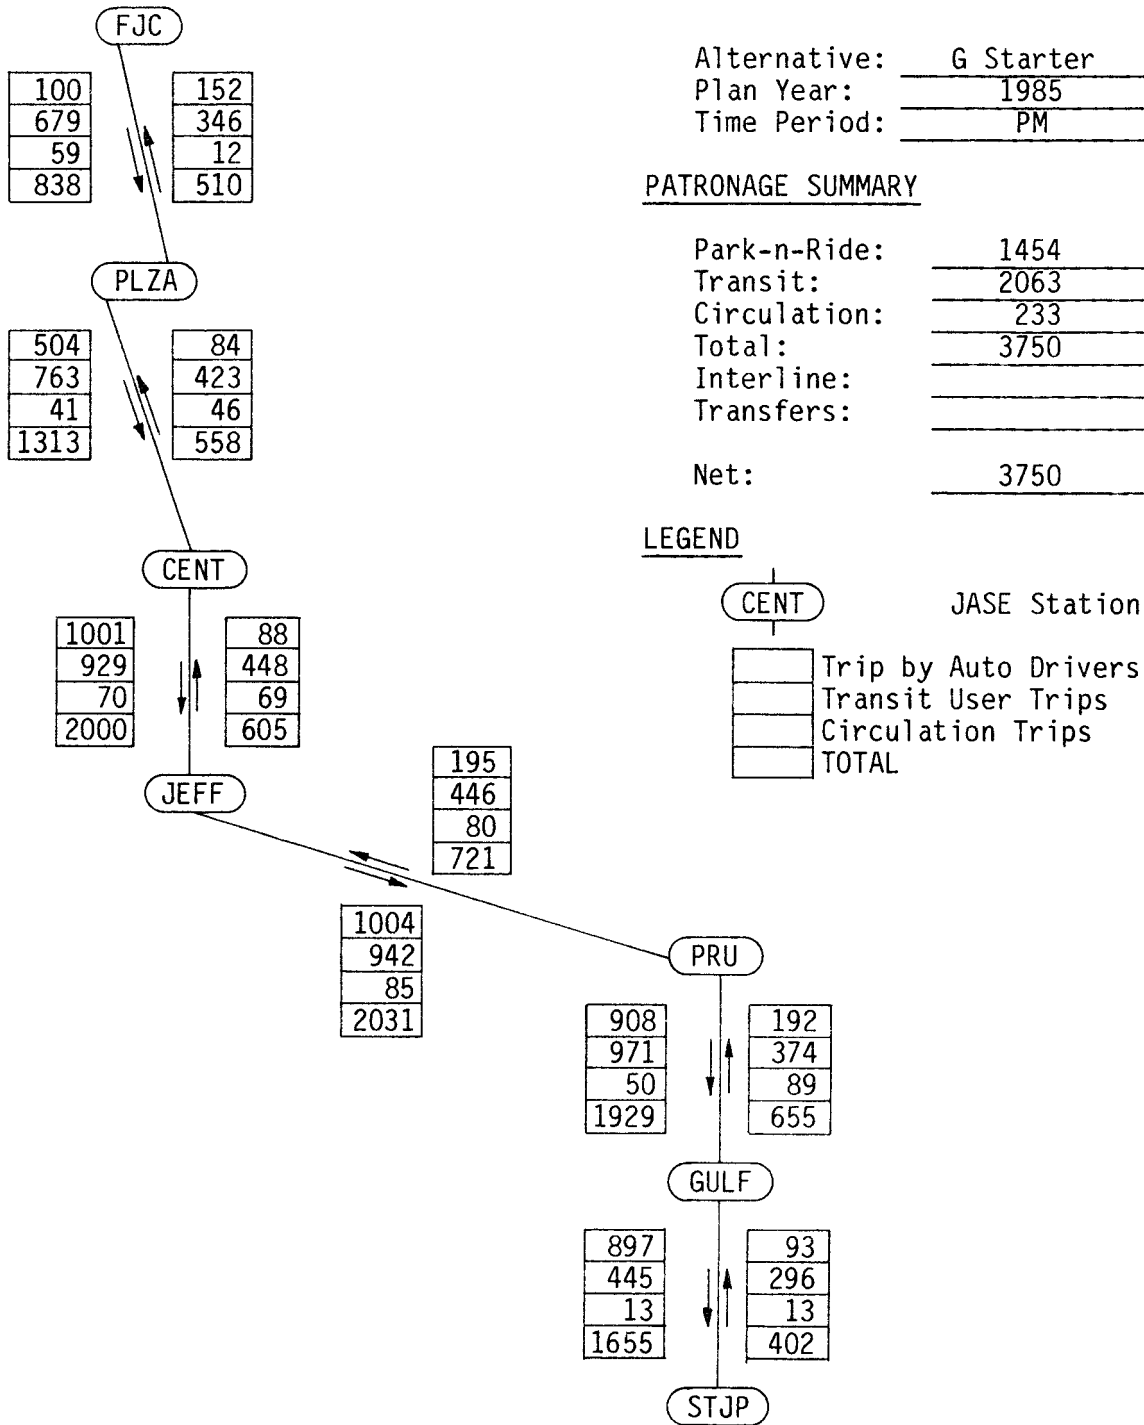 FJC
100
679
59
838
152
346
12
510
Alternative: G Starter
Plan Year: 1985
Time Period: PM
PATRONAGE SUMMARY
Park-n-Ride: 1454
Transit: 2063
Circulation: 233
Total: 3750
Interline:
Transfers:
Net: 3750
PLZA
504
763
41
1313
84
423
46
558
LEGEND
CENT JASE Station
Trip by Auto Drivers
Transit User Trips
Circulation Trips
TOTAL
CENT
1001
929
70
2000
88
448
69
605
JEFF
195
446
80
721
1004
942
85
2031
PRU
908
971
50
1929
192
374
89
655
GULF
897
445
13
1655
93
296
13
402
STJP